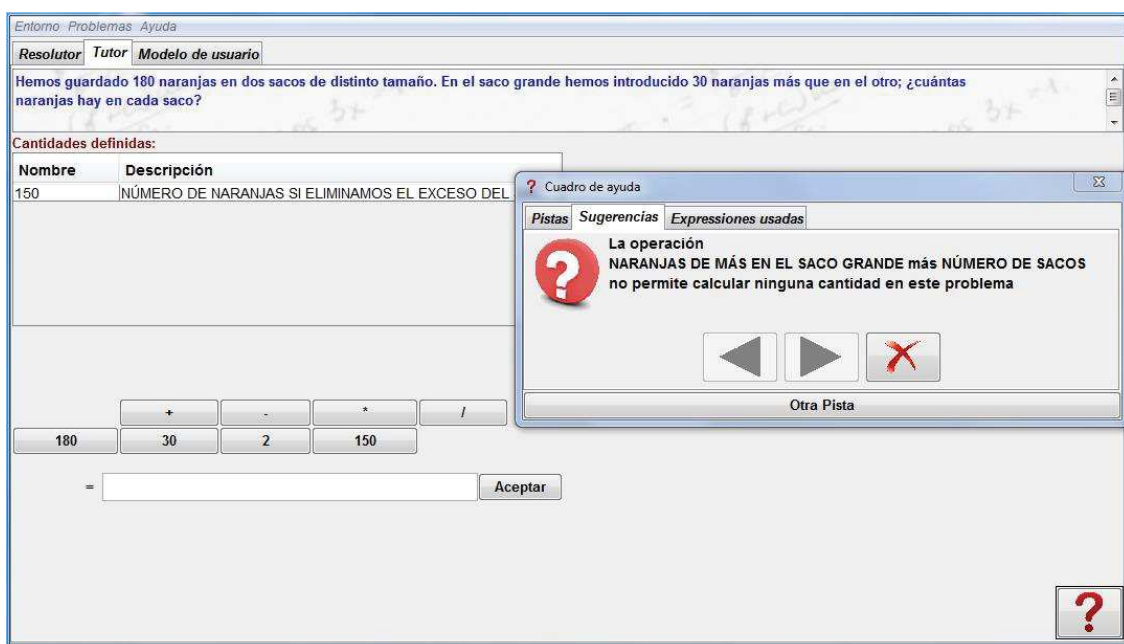 Entorno Problemas Ayuda
Resolutor Tutor Modelo de usuario
Hemos guardado 180 naranjas en dos sacos de distinto tamaño. En el saco grande hemos introducido 30 naranjas más que en el otro; ¿cuántas
naranjas hay en cada saco?
Cantidades definidas:
Nombre Descripción
150 NÚMERO DE NARANJAS SI ELIMINAMOS EL EXCESO DEL
? Cuadro de ayuda
Pistas Sugerencias Expressiones usadas
La operación
NARANJAS DE MÁS EN EL SACO GRANDE más NÚMERO DE SACOS
no permite calcular ninguna cantidad en este problema
Otra Pista
+ - * /
180 30 2 150
= Aceptar
?